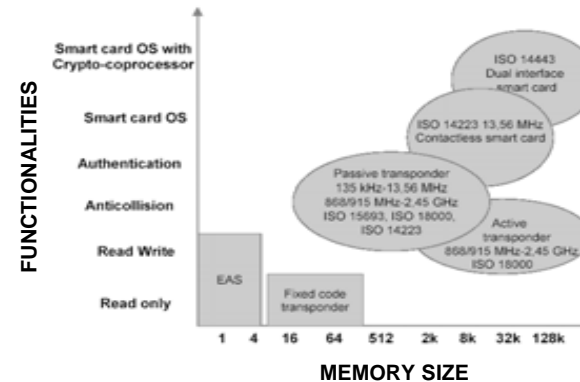 FUNCTIONALITIES
Smart card OS with
Crypto-coprocessor
Smart card OS
Authentication
Anticollision
Read Write
Read only
ISO 14443
Dual interface
smart card
ISO 14223 13,56 MHz
Contactless smart card
Passive transponder
135 kHz-13,56 MHz
868/915 MHz-2,45 GHz
ISO 15693, ISO 18000,
ISO 14223
Active
transponder
868/915 MHz-2,45 GHz
ISO 18000
EAS
Fixed code
transponder
1 4 16 64 512 2k 8k 32k 128k
MEMORY SIZE